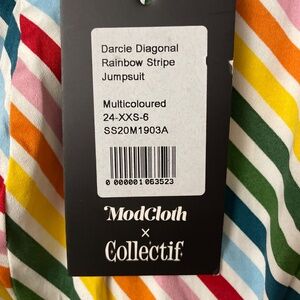 Darcie Diagonal
Rainbow Stripe
Jumpsuit
Multicoloured
24-XXS-6
SS20M1903A
0 000001 063523
ModCloth
×
Collectif